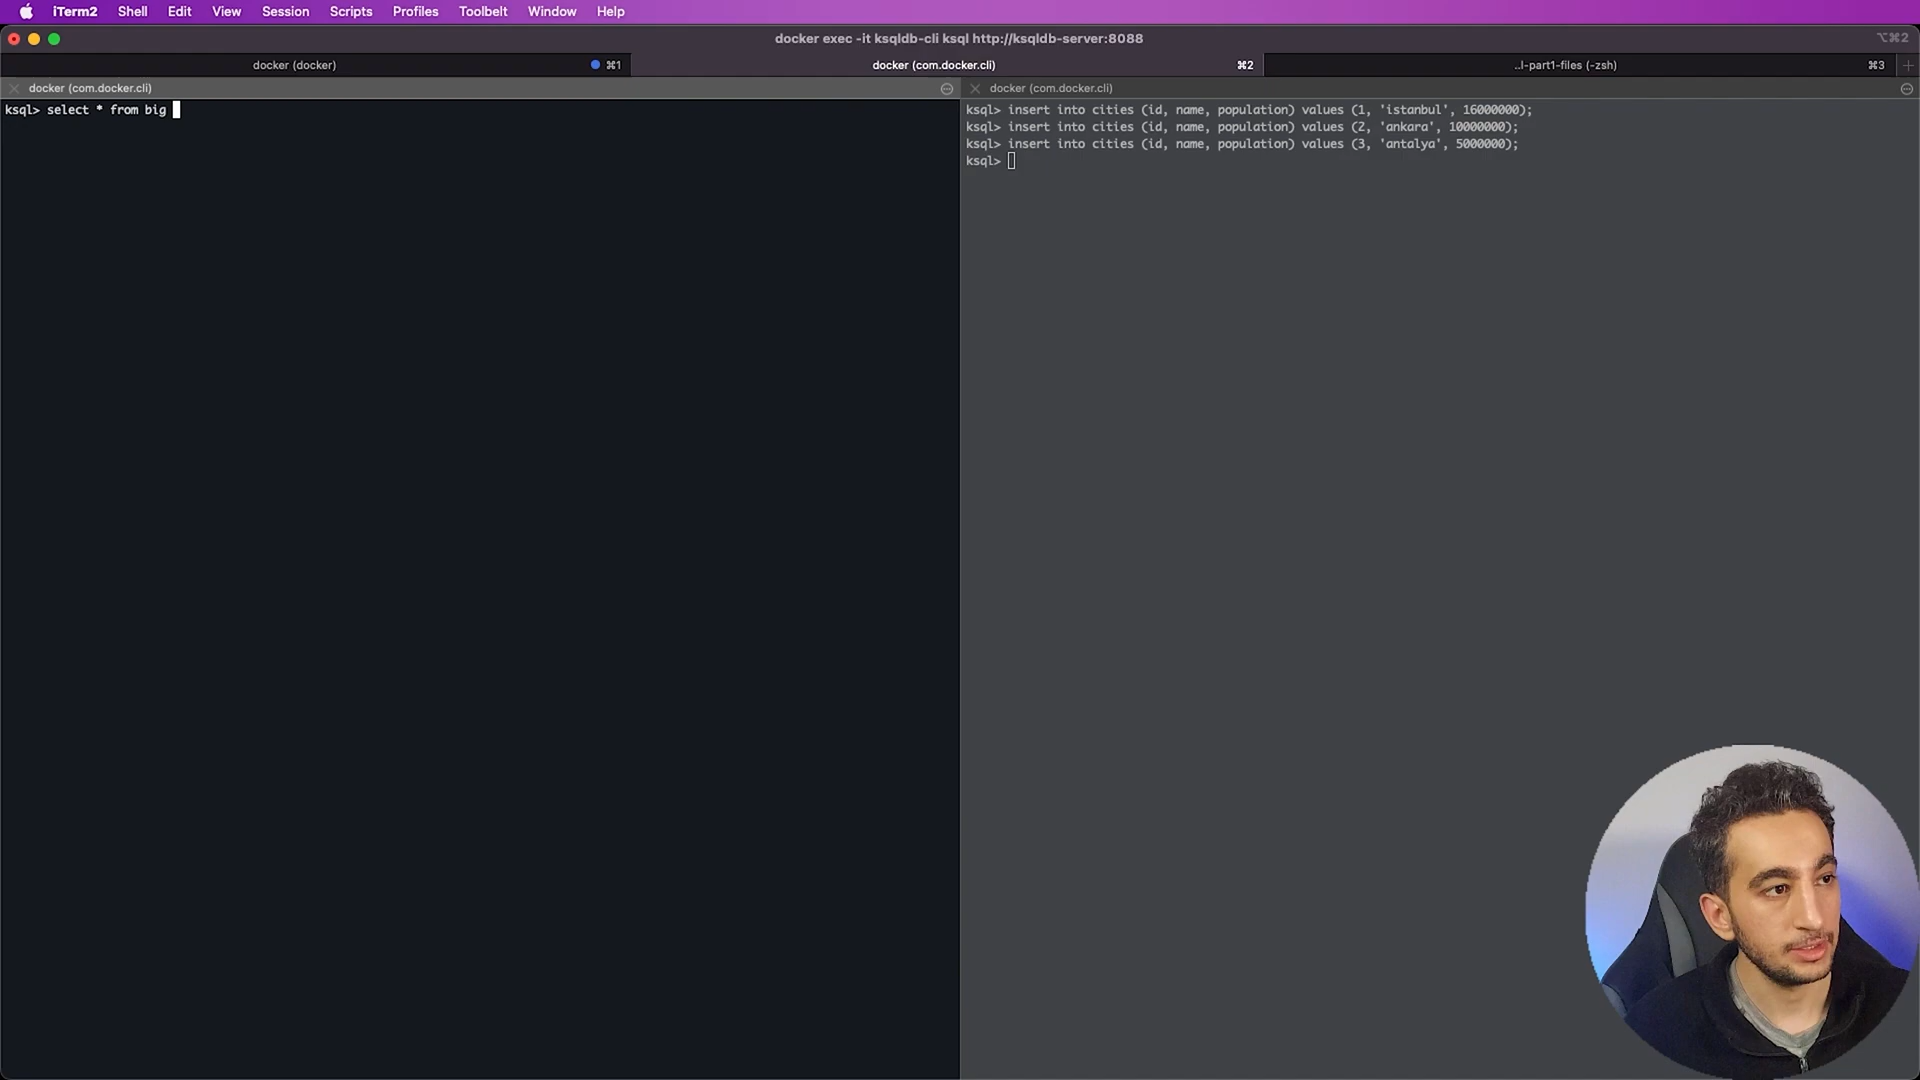 iTerm2 Shell Edit View Session Scripts Profiles Toolbelt Window Help
docker exec -it ksqldb-cli ksql http://ksqldb-server:8088
⌥⌘2
docker (docker) ⌘1
docker (com.docker.cli) ⌘2
..l-part1-files (-zsh) ⌘3
docker (com.docker.cli)
ksql> select * from big
docker (com.docker.cli)
ksql> insert into cities (id, name, population) values (1, 'istanbul', 16000000);
ksql> insert into cities (id, name, population) values (2, 'ankara', 10000000);
ksql> insert into cities (id, name, population) values (3, 'antalya', 5000000);
ksql>